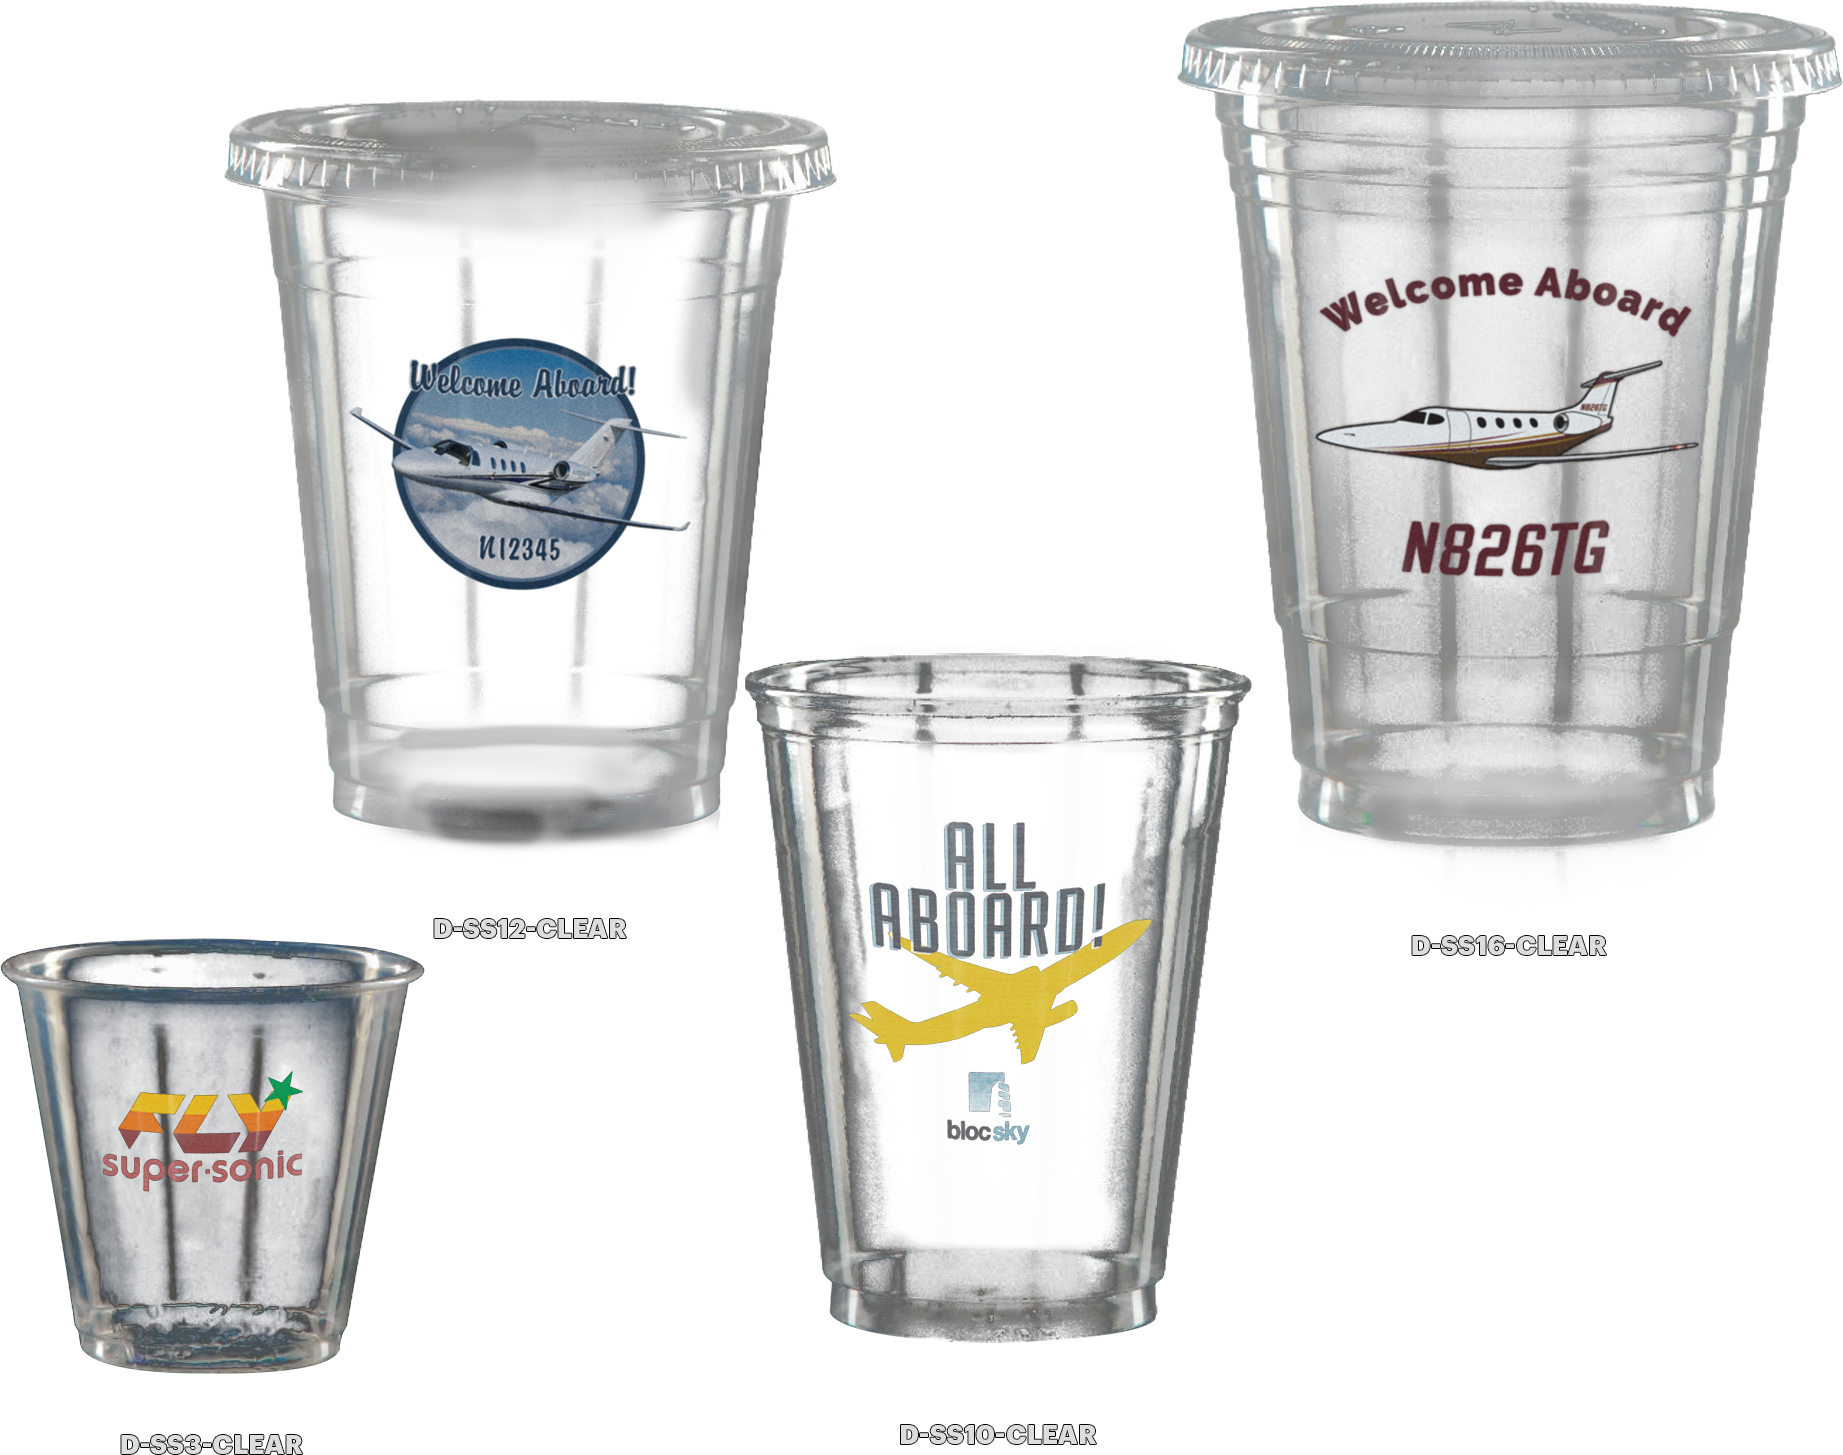 Welcome Aboard!
N12345
D-SS12-CLEAR
Welcome Aboard
N826TG
N826TG
D-SS16-CLEAR
FLY
super-sonic
D-SS3-CLEAR
ALL
ABOARD!
blocsky
D-SS10-CLEAR